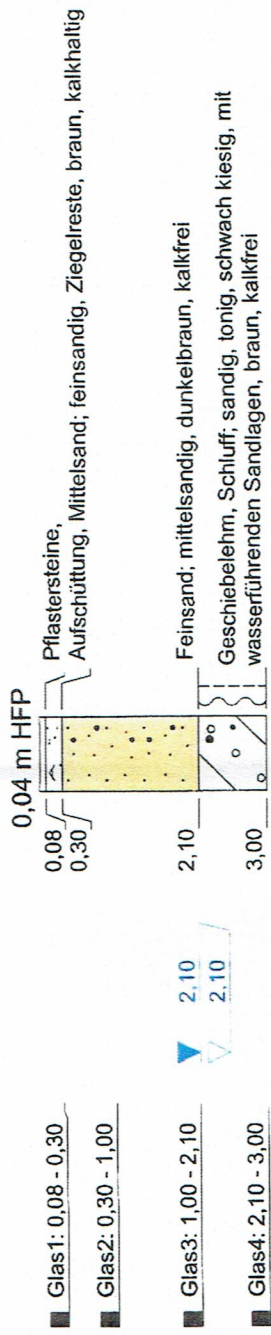 0,04 m HFP
0,08
0,30
2,10
3,00
Pflastersteine,
Aufschüttung, Mittelsand; feinsandig, Ziegelreste, braun, kalkhaltig
Feinsand; mittelsandig, dunkelbraun, kalkfrei
Geschiebelehm, Schluff; sandig, tonig, schwach kiesig, mit
wasserführenden Sandlagen, braun, kalkfrei
2,10
2,10
Glas1: 0,08 - 0,30
Glas2: 0,30 - 1,00
Glas3: 1,00 - 2,10
Glas4: 2,10 - 3,00